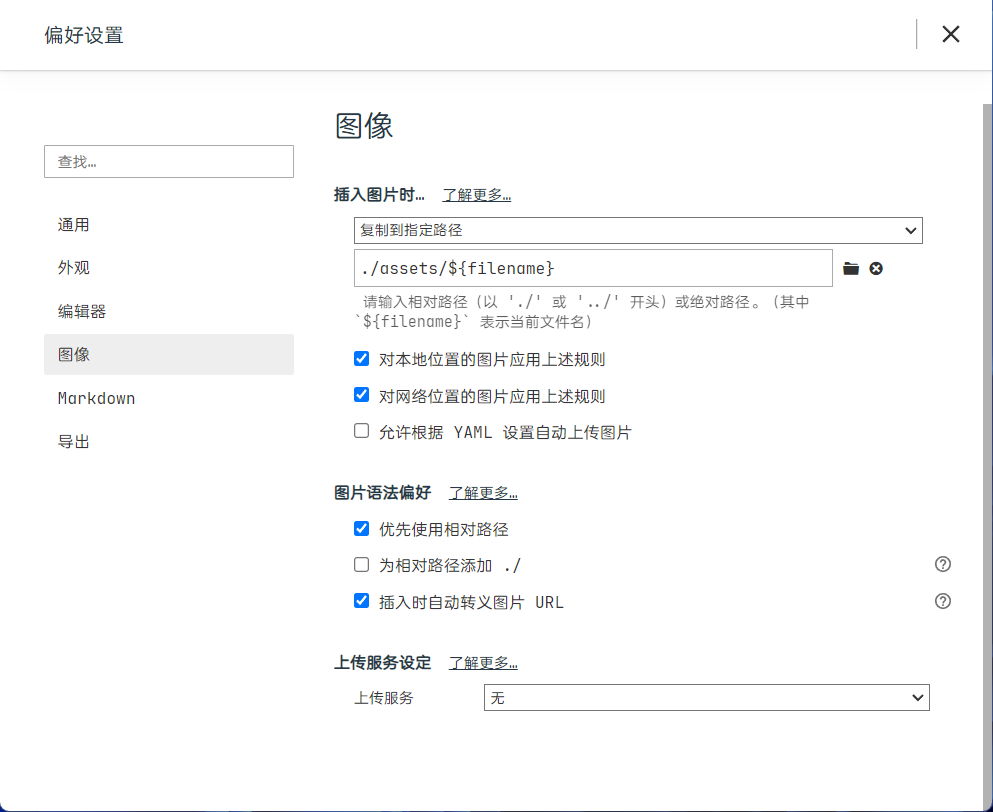 偏好设置
查找…
通用
外观
编辑器
图像
Markdown
导出
图像
插入图片时… 了解更多…
复制到指定路径
./assets/${filename}
请输入相对路径（以 './' 或 '../' 开头）或绝对路径。（其中
`${filename}` 表示当前文件名）
对本地位置的图片应用上述规则
对网络位置的图片应用上述规则
允许根据 YAML 设置自动上传图片
图片语法偏好 了解更多…
优先使用相对路径
为相对路径添加 ./
插入时自动转义图片 URL
上传服务设定 了解更多…
上传服务 无